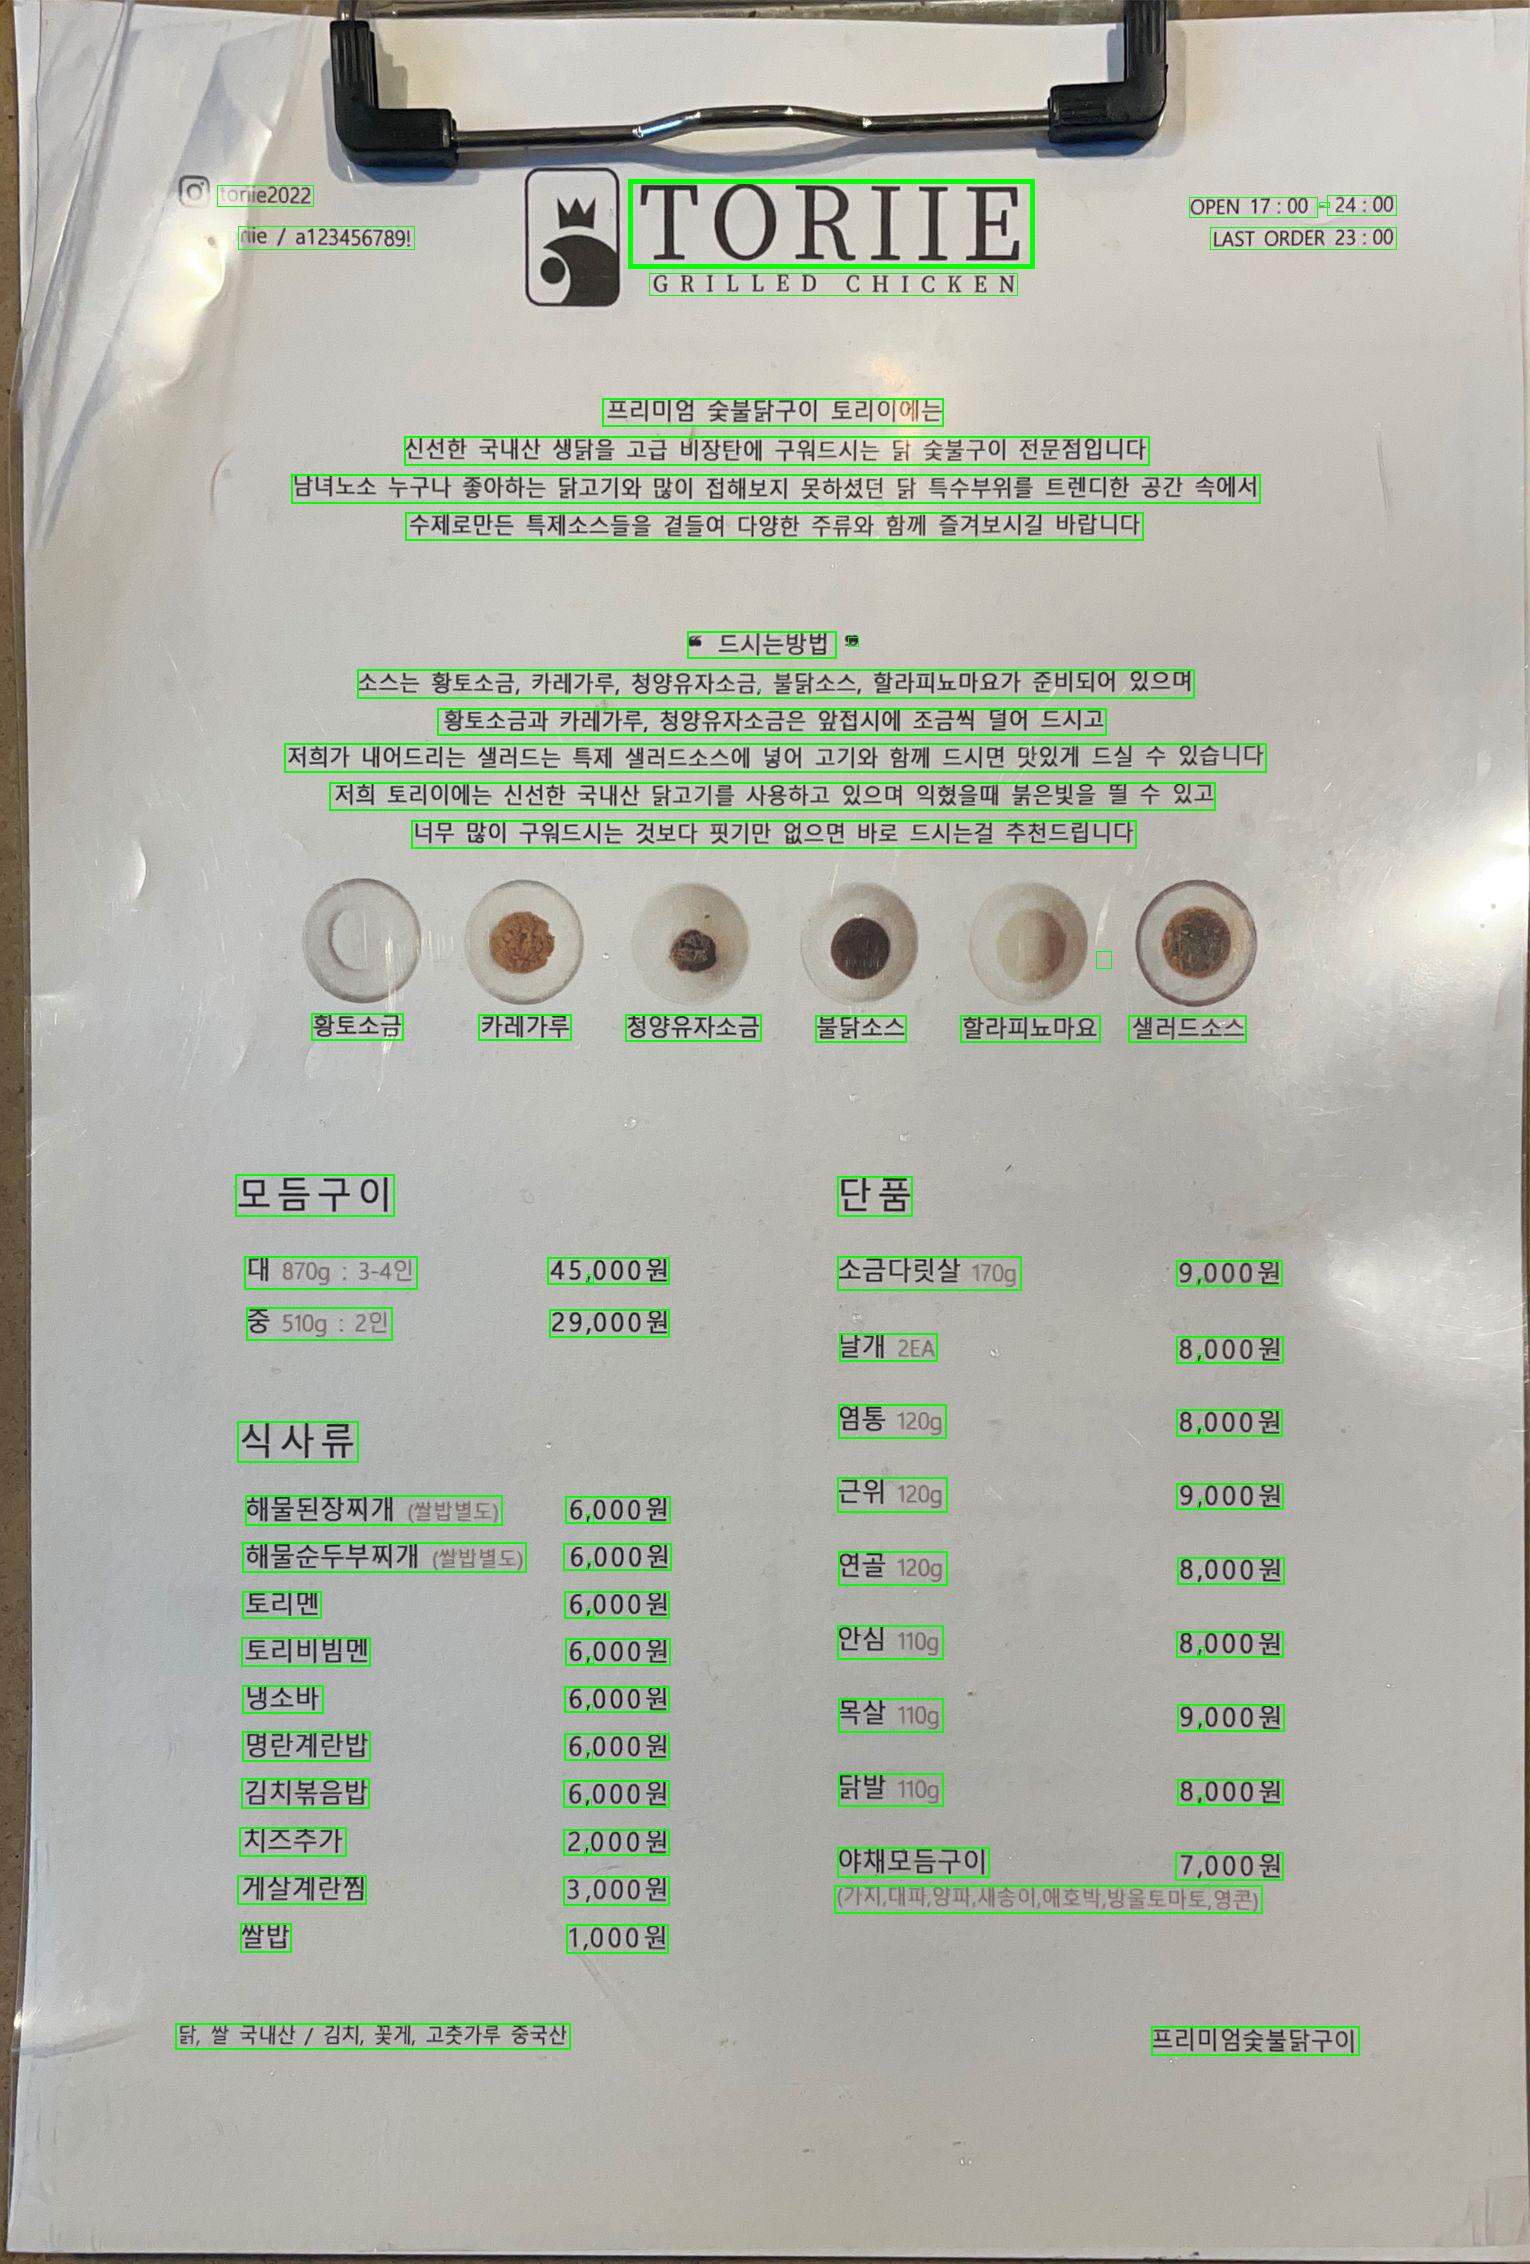 toriie2022
riie / a123456789!
TORIIE
GRILLED CHICKEN
OPEN 17 : 00 - 24 : 00
LAST ORDER 23 : 00
프리미엄 숯불닭구이 토리이에는
신선한 국내산 생닭을 고급 비장탄에 구워드시는 닭 숯불구이 전문점입니다
남녀노소 누구나 좋아하는 닭고기와 많이 접해보지 못하셨던 닭 특수부위를 트렌디한 공간 속에서
수제로만든 특제소스들을 곁들여 다양한 주류와 함께 즐겨보시길 바랍니다
❝ 드시는방법 ❞
소스는 황토소금, 카레가루, 청양유자소금, 불닭소스, 할라피뇨마요가 준비되어 있으며
황토소금과 카레가루, 청양유자소금은 앞접시에 조금씩 덜어 드시고
저희가 내어드리는 샐러드는 특제 샐러드소스에 넣어 고기와 함께 드시면 맛있게 드실 수 있습니다
저희 토리이에는 신선한 국내산 닭고기를 사용하고 있으며 익혔을때 붉은빛을 띌 수 있고
너무 많이 구워드시는 것보다 핏기만 없으면 바로 드시는걸 추천드립니다
황토소금 카레가루 청양유자소금 불닭소스 할라피뇨마요 샐러드소스
모듬구이
대 870g : 3-4인 45,000원
중 510g : 2인 29,000원
식사류
해물된장찌개 (쌀밥별도) 6,000원
해물순두부찌개 (쌀밥별도) 6,000원
토리멘 6,000원
토리비빔멘 6,000원
냉소바 6,000원
명란계란밥 6,000원
김치볶음밥 6,000원
치즈추가 2,000원
게살계란찜 3,000원
쌀밥 1,000원
단품
소금다릿살 170g 9,000원
날개 2EA 8,000원
염통 120g 8,000원
근위 120g 9,000원
연골 120g 8,000원
안심 110g 8,000원
목살 110g 9,000원
닭발 110g 8,000원
야채모듬구이 7,000원
(가지,대파,양파,새송이,애호박,방울토마토,영콘)
닭, 쌀 국내산 / 김치, 꽃게, 고춧가루 중국산
프리미엄숯불닭구이